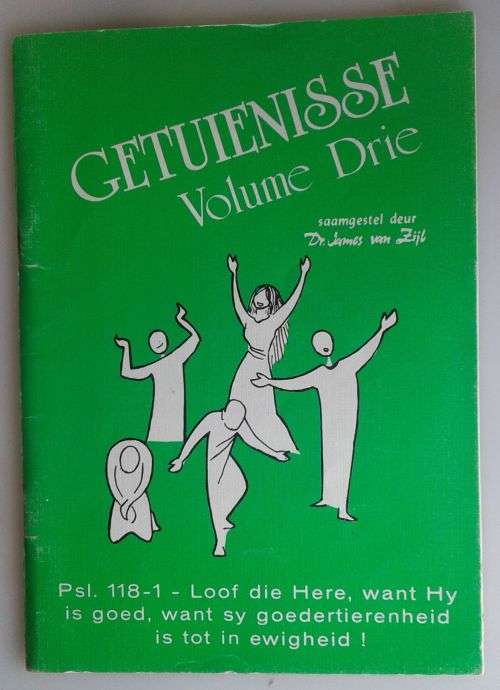 GETUIENISSE
Volume Drie
saamgestel deur
Dr. James van Zijl
Psl. 118-1 - Loof die Here, want Hy
is goed, want sy goedertierenheid
is tot in ewigheid !